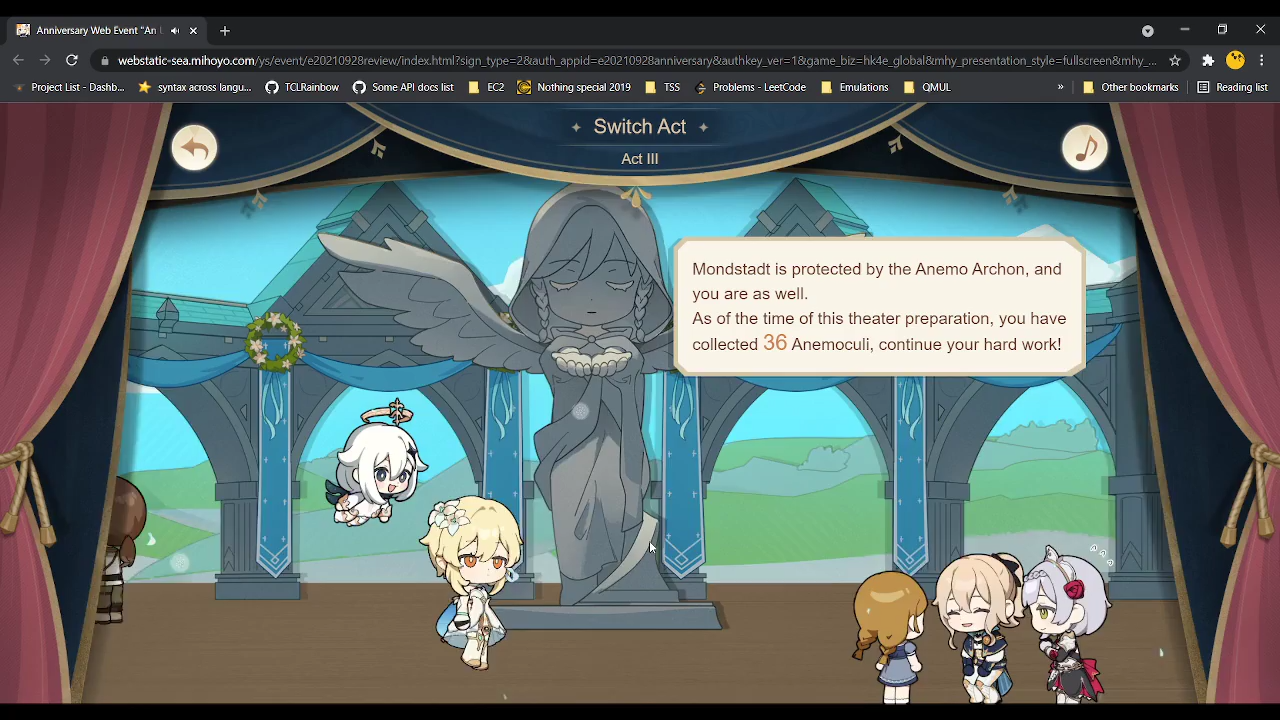 Anniversary Web Event "An U
webstatic-sea.mihoyo.com/ys/event/e20210928review/index.html?sign_type=2&auth_appid=e20210928anniversary&authkey_ver=1&game_biz=hk4e_global&mhy_presentation_style=fullscreen&mhy_...
Project List - Dashb... syntax across langu... TCLRainbow Some API docs list EC2 Nothing special 2019 TSS Problems - LeetCode Emulations QMUL » Other bookmarks Reading list
Switch Act
Act III
Mondstadt is protected by the Anemo Archon, and
you are as well.
As of the time of this theater preparation, you have
collected 36 Anemoculi, continue your hard work!